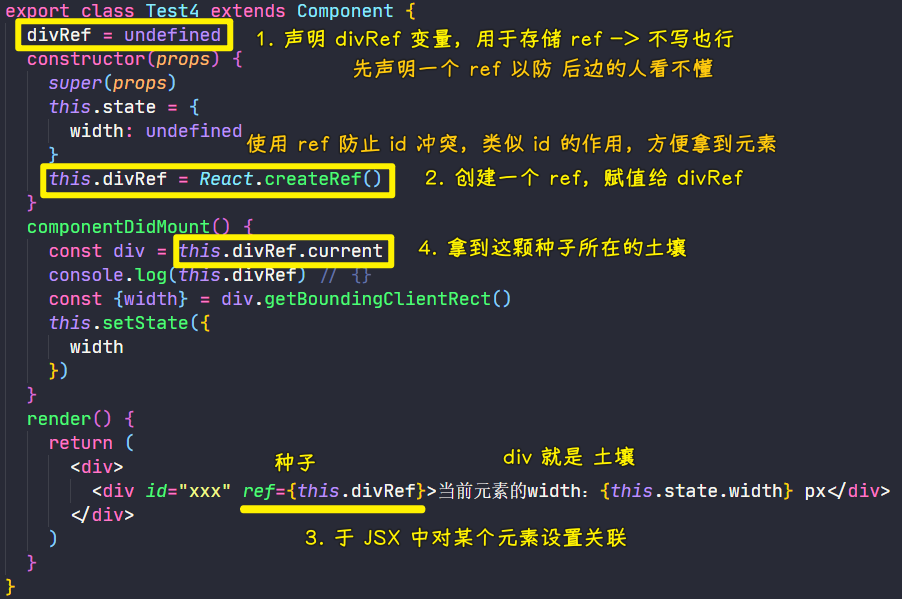 export class Test4 extends Component {
divRef = undefined 1. 声明 divRef 变量，用于存储 ref -> 不写也行
constructor(props) { 先声明一个 ref 以防 后边的人看不懂
super(props)
this.state = {
width: undefined
} 使用 ref 防止 id 冲突，类似 id 的作用，方便拿到元素
this.divRef = React.createRef() 2. 创建一个 ref，赋值给 divRef
}
componentDidMount() {
const div = this.divRef.current 4. 拿到这颗种子所在的土壤
console.log(this.divRef) // {}
const {width} = div.getBoundingClientRect()
this.setState({
width
})
}
render() {
return (
<div> 种子 div 就是 土壤
<div id="xxx" ref={this.divRef}>当前元素的width：{this.state.width} px</div>
</div>
) 3. 于 JSX 中对某个元素设置关联
}
}